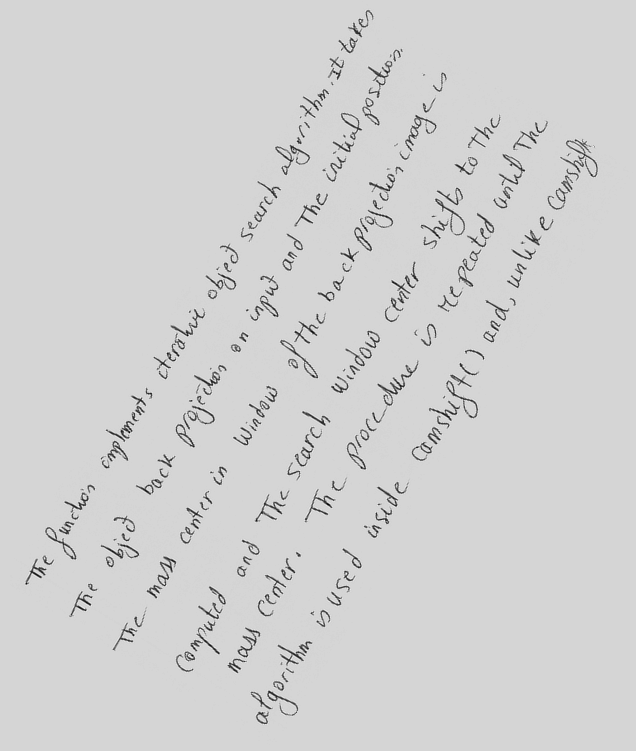 The function implements iterative object search algorithm. It takes
The object back projection on input and The initial position.
The mass center in window of the back projection image is
computed and The search window center shifts to The
mass center. The procedure is repeated until The
algorithm is used inside camshift() and, unlike camshift